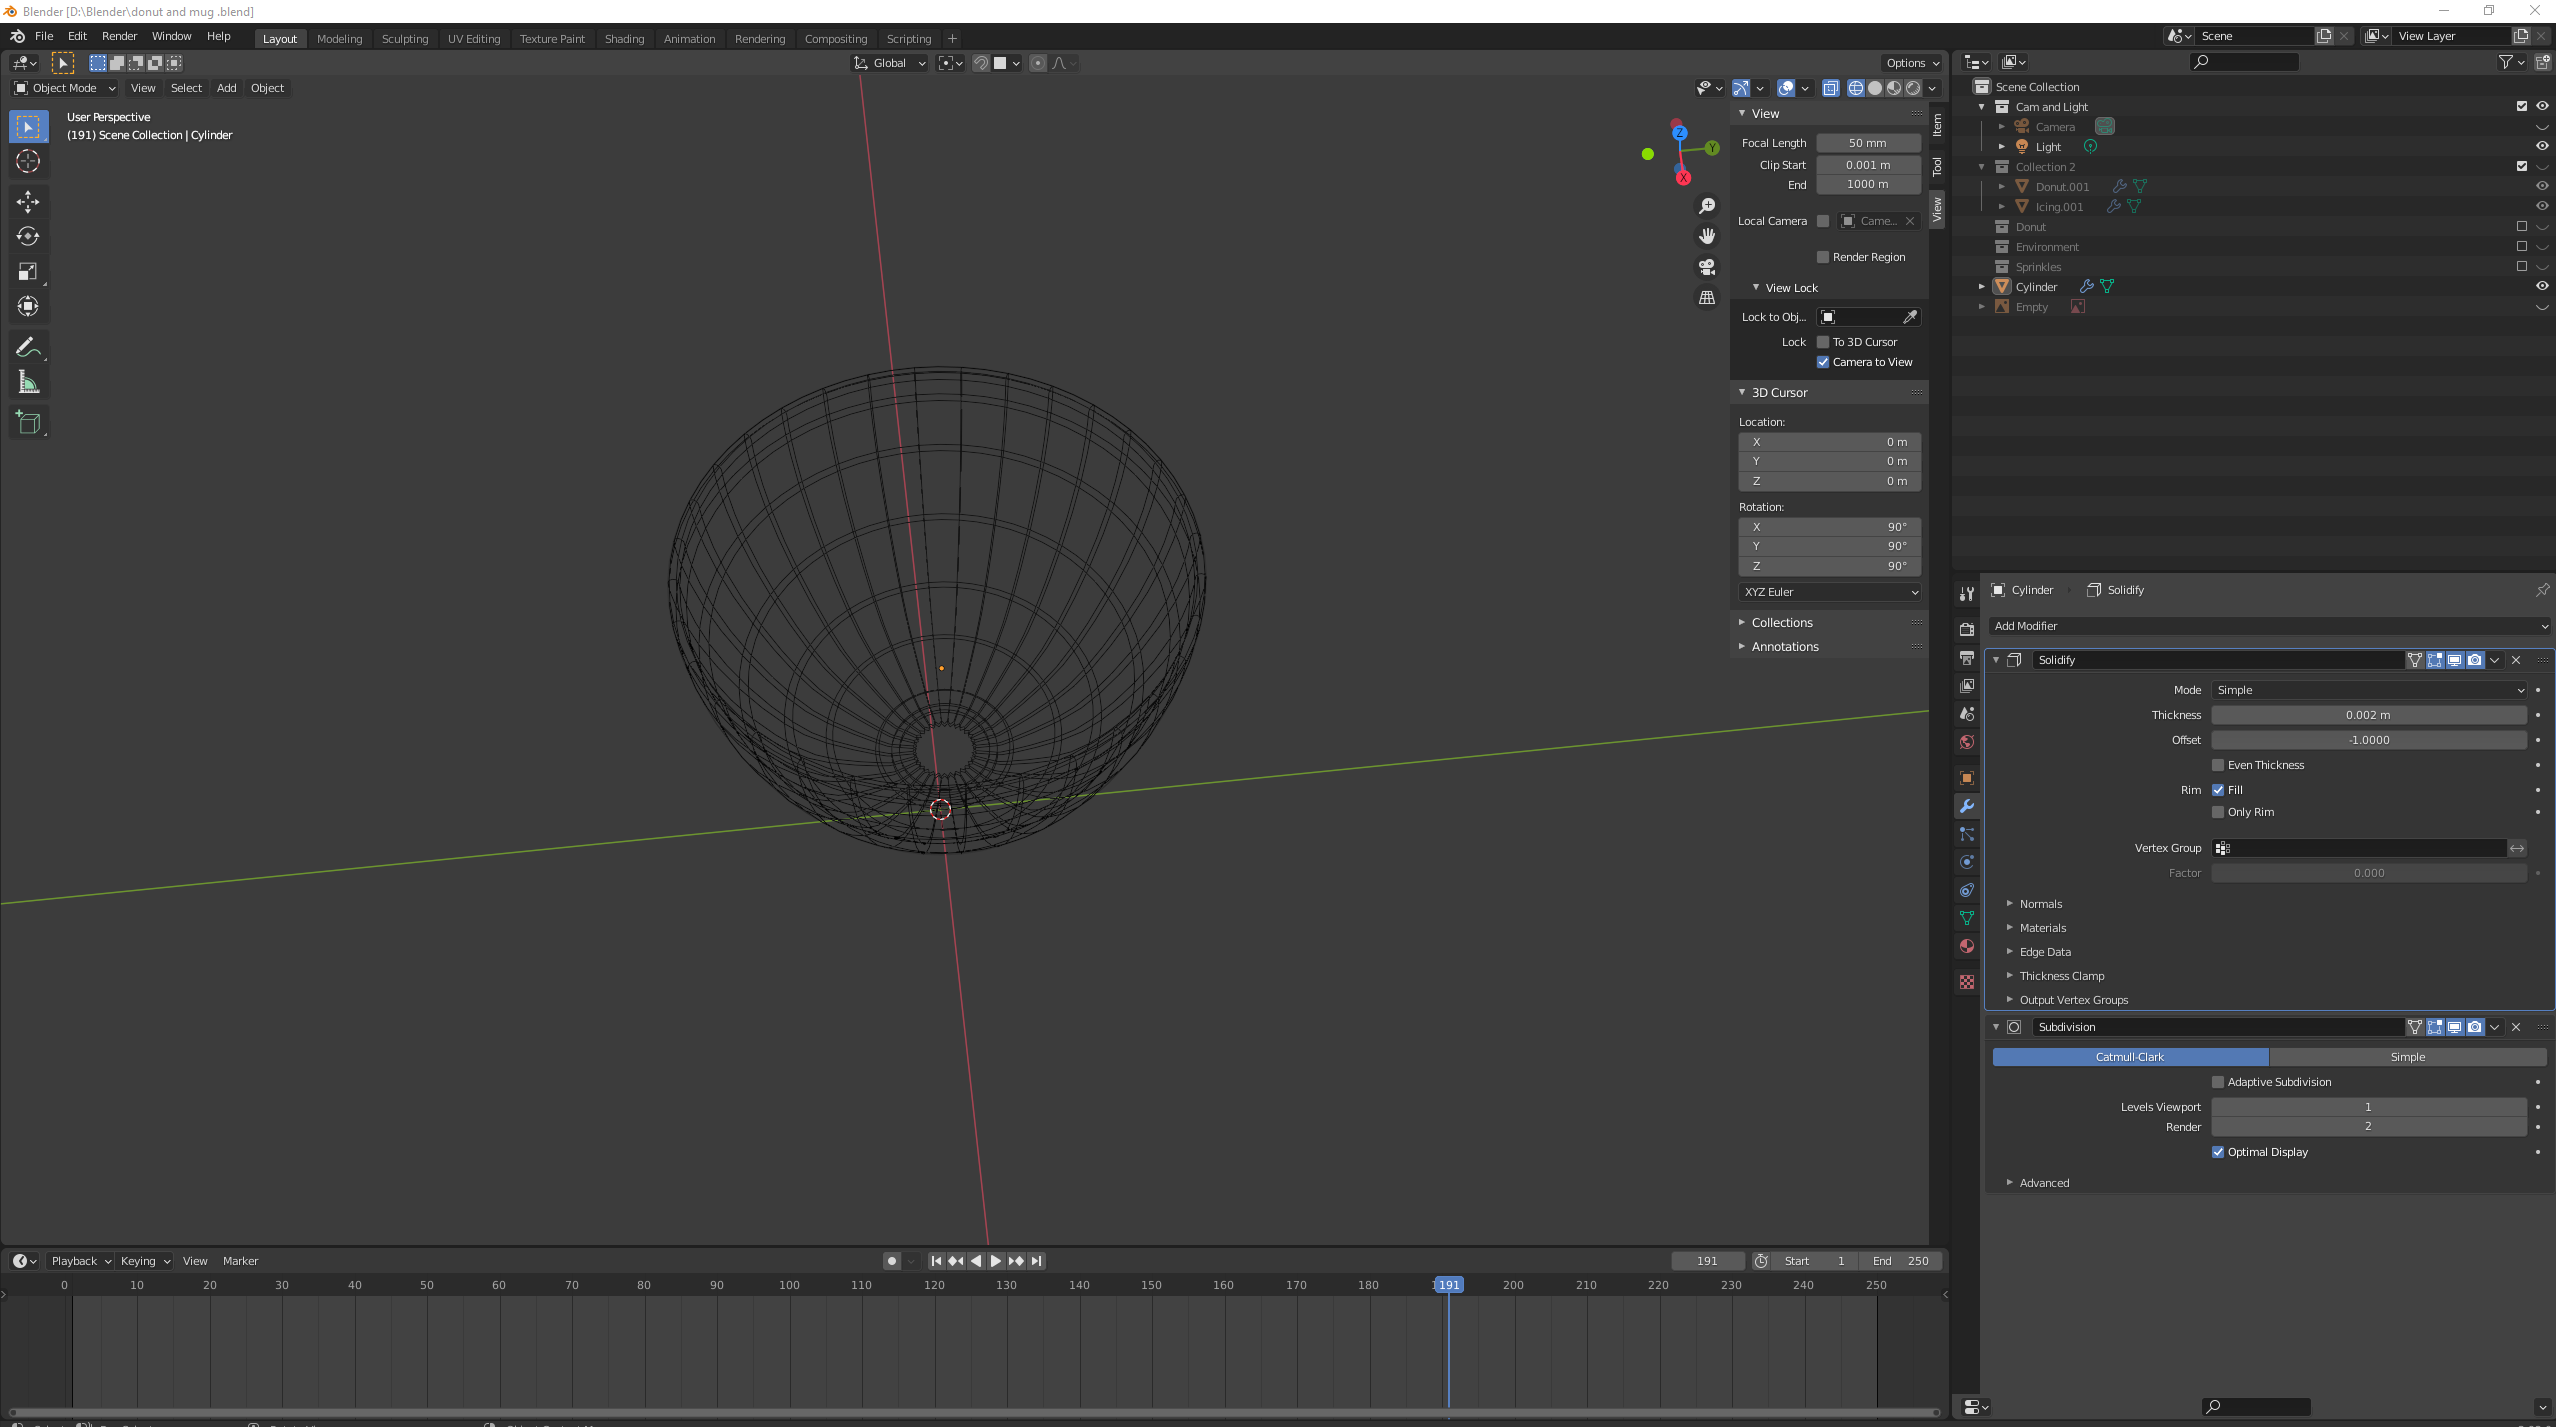 Blender [D:\Blender\donut and mug .blend]
File Edit Render Window Help Layout Modeling Sculpting UV Editing Texture Paint Shading Animation Rendering Compositing Scripting + Scene View Layer
Global Options
Object Mode View Select Add Object
User Perspective
(191) Scene Collection | Cylinder
Z
Y
X
View
Focal Length 50 mm
Clip Start 0.001 m
End 1000 m
Local Camera Came...
Render Region
View Lock
Lock to Obj...
Lock To 3D Cursor
Camera to View
3D Cursor
Location:
X 0 m
Y 0 m
Z 0 m
Rotation:
X 90°
Y 90°
Z 90°
XYZ Euler
Collections
Annotations
Item
Tool
View
Scene Collection
Cam and Light
Camera
Light
Collection 2
Donut.001
Icing.001
Donut
Environment
Sprinkles
Cylinder
Empty
Cylinder Solidify
Add Modifier
Solidify
Mode Simple
Thickness 0.002 m
Offset -1.0000
Even Thickness
Rim Fill
Only Rim
Vertex Group
Factor 0.000
Normals
Materials
Edge Data
Thickness Clamp
Output Vertex Groups
Subdivision
Catmull-Clark Simple
Adaptive Subdivision
Levels Viewport 1
Render 2
Optimal Display
Advanced
Playback Keying View Marker 191 Start 1 End 250
0 10 20 30 40 50 60 70 80 90 100 110 120 130 140 150 160 170 180 191 200 210 220 230 240 250